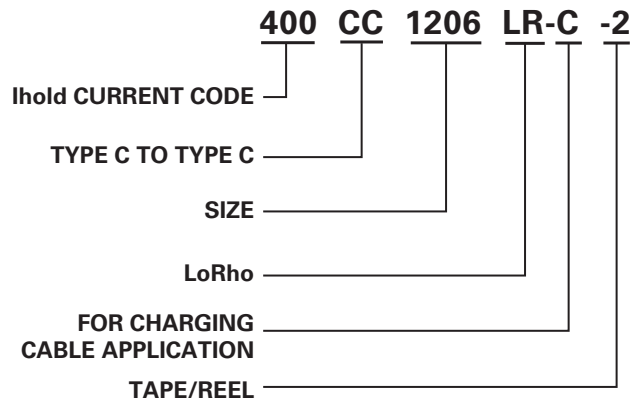 400 CC 1206 LR-C -2
Ihold CURRENT CODE
TYPE C TO TYPE C
SIZE
LoRho
FOR CHARGING
CABLE APPLICATION
TAPE/REEL